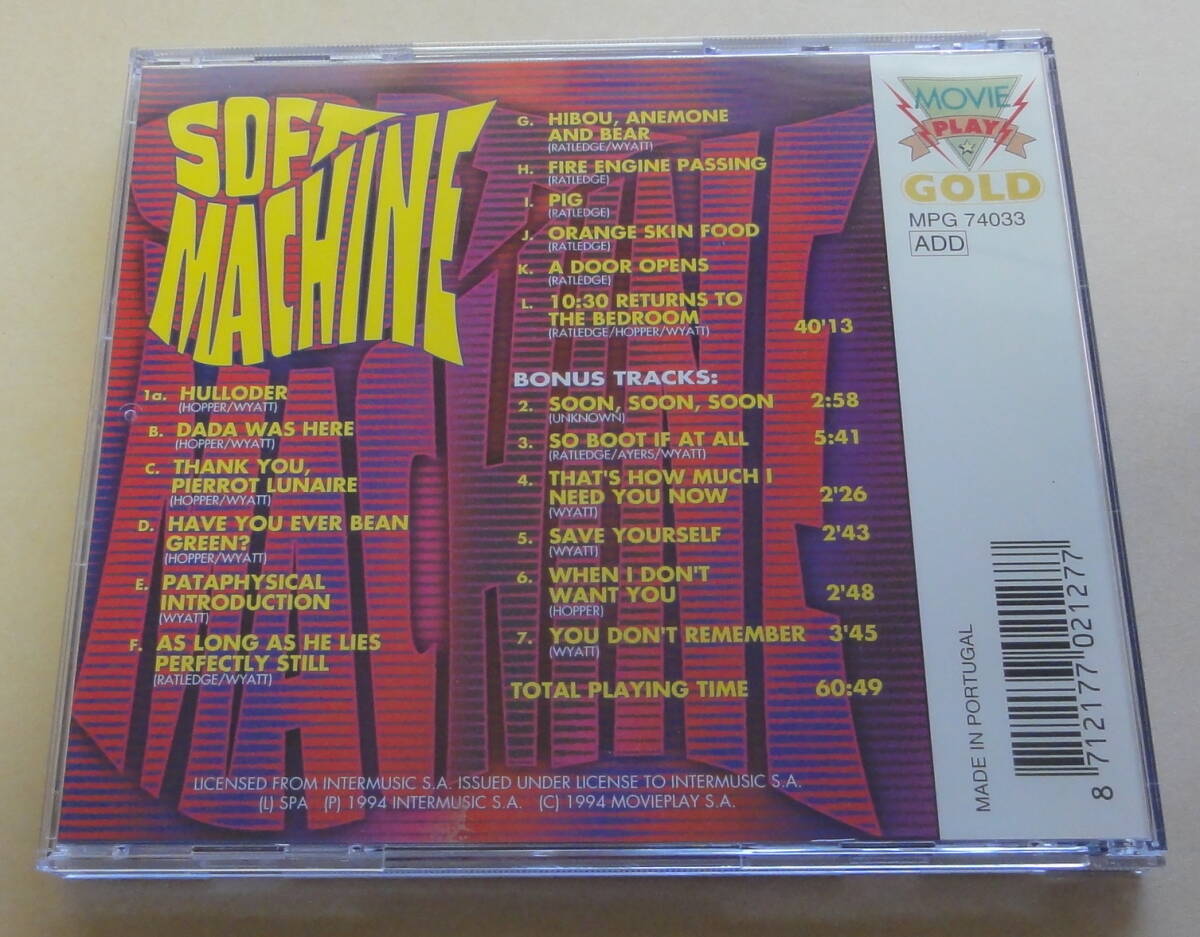 SOFT
MACHINE
1a. HULLODER
(HOPPER/WYATT)
B. DADA WAS HERE
(HOPPER/WYATT)
C. THANK YOU,
PIERROT LUNAIRE
(HOPPER/WYATT)
D. HAVE YOU EVER BEAN
GREEN?
(HOPPER/WYATT)
E. PATAPHYSICAL
INTRODUCTION
(WYATT)
F. AS LONG AS HE LIES
PERFECTLY STILL
(RATLEDGE/WYATT)
G. HIBOU, ANEMONE
AND BEAR
(RATLEDGE/WYATT)
H. FIRE ENGINE PASSING
(RATLEDGE)
I. PIG
(RATLEDGE)
J. ORANGE SKIN FOOD
(RATLEDGE)
K. A DOOR OPENS
(RATLEDGE)
L. 10:30 RETURNS TO
THE BEDROOM
(RATLEDGE/HOPPER/WYATT) 40'13
BONUS TRACKS:
2. SOON, SOON, SOON 2:58
(UNKNOWN)
3. SO BOOT IF AT ALL 5:41
(RATLEDGE/AYERS/WYATT)
4. THAT'S HOW MUCH I
NEED YOU NOW 2'26
(WYATT)
5. SAVE YOURSELF 2'43
(WYATT)
6. WHEN I DON'T
WANT YOU 2'48
(HOPPER)
7. YOU DON'T REMEMBER 3'45
(WYATT)
TOTAL PLAYING TIME 60:49
LICENSED FROM INTERMUSIC S.A. ISSUED UNDER LICENSE TO INTERMUSIC S.A.
(L) SPA (P) 1994 INTERMUSIC S.A. (C) 1994 MOVIEPLAY S.A.
MOVIE
PLAY
GOLD
MPG 74033
ADD
MADE IN PORTUGAL
8 712177 021277